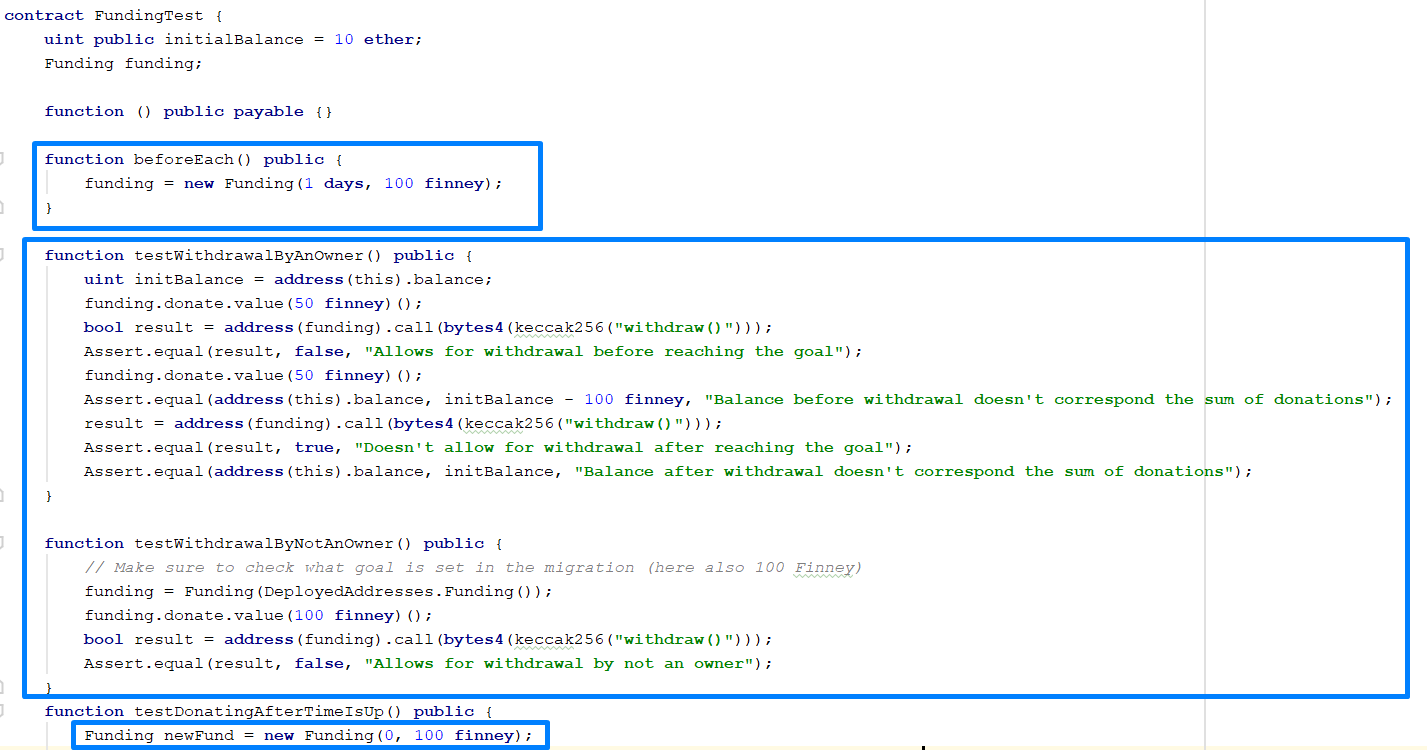 contract FundingTest {
    uint public initialBalance = 10 ether;
    Funding funding;

    function () public payable {}

    function beforeEach() public {
        funding = new Funding(1 days, 100 finney);
    }

    function testWithdrawalByAnOwner() public {
        uint initBalance = address(this).balance;
        funding.donate.value(50 finney)();
        bool result = address(funding).call(bytes4(keccak256("withdraw()")));
        Assert.equal(result, false, "Allows for withdrawal before reaching the goal");
        funding.donate.value(50 finney)();
        Assert.equal(address(this).balance, initBalance - 100 finney, "Balance before withdrawal doesn't correspond the sum of donations");
        result = address(funding).call(bytes4(keccak256("withdraw()")));
        Assert.equal(result, true, "Doesn't allow for withdrawal after reaching the goal");
        Assert.equal(address(this).balance, initBalance, "Balance after withdrawal doesn't correspond the sum of donations");
    }

    function testWithdrawalByNotAnOwner() public {
        // Make sure to check what goal is set in the migration (here also 100 Finney)
        funding = Funding(DeployedAddresses.Funding());
        funding.donate.value(100 finney)();
        bool result = address(funding).call(bytes4(keccak256("withdraw()")));
        Assert.equal(result, false, "Allows for withdrawal by not an owner");
    }
    function testDonatingAfterTimeIsUp() public {
        Funding newFund = new Funding(0, 100 finney);